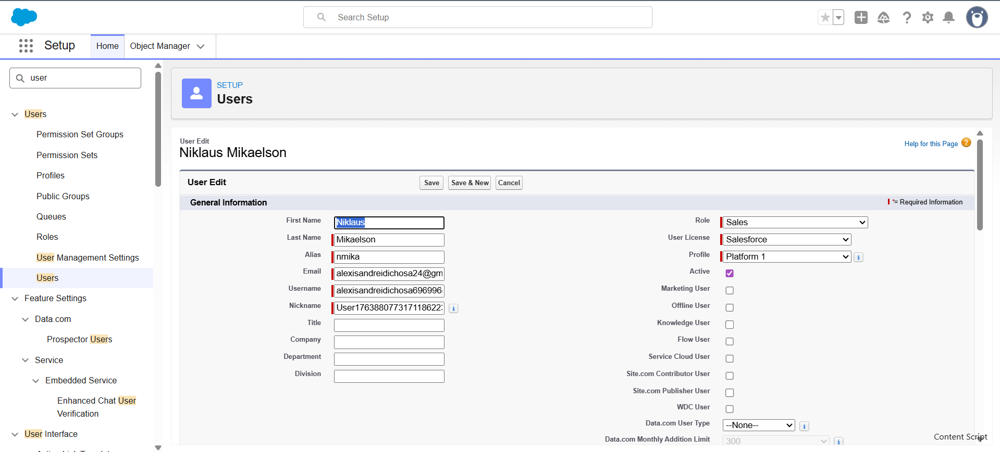 Search Setup
Setup
Home
Object Manager
user
Users
Permission Set Groups
Permission Sets
Profiles
Public Groups
Queues
Roles
User Management Settings
Users
Feature Settings
Data.com
Prospector Users
Service
Embedded Service
Enhanced Chat User
Verification
User Interface
SETUP
Users
User Edit
Niklaus Mikaelson
Help for this Page
User Edit
Save
Save & New
Cancel
General Information
*= Required Information
First Name
Niklaus
Last Name
Mikaelson
Alias
nmika
Email
alexisandreidichosa24@gm
Username
alexisandreidichosa696996
Nickname
User176388077317118622
Title
Company
Department
Division
Role
Sales
User License
Salesforce
Profile
Platform 1
Active
Marketing User
Offline User
Knowledge User
Flow User
Service Cloud User
Site.com Contributor User
Site.com Publisher User
WDC User
Data.com User Type
--None--
Data.com Monthly Addition Limit
300
Content Script